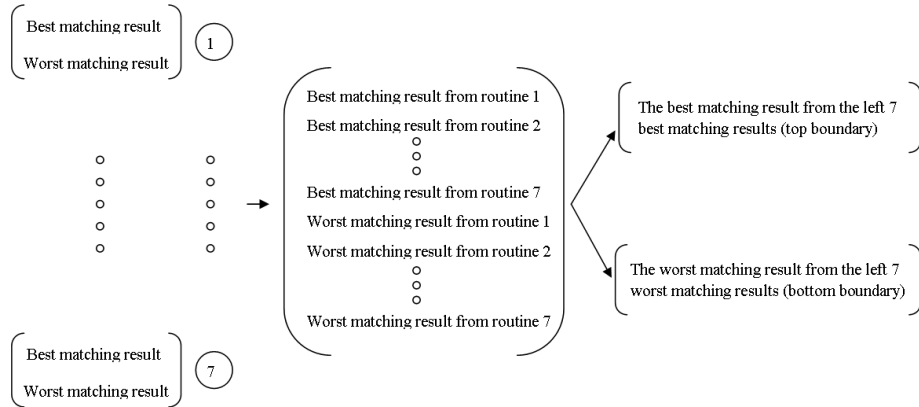 Best matching result
Worst matching result
1
Best matching result from routine 1
Best matching result from routine 2
Best matching result from routine 7
Worst matching result from routine 1
Worst matching result from routine 2
Worst matching result from routine 7
The best matching result from the left 7
best matching results (top boundary)
The worst matching result from the left 7
worst matching results (bottom boundary)
Best matching result
Worst matching result
7